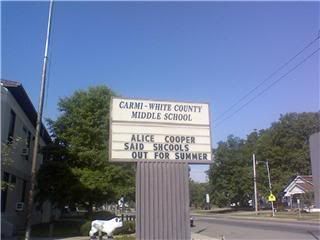 CARMI - WHITE COUNTY
MIDDLE SCHOOL
ALICE COOPER
SAID SHCOOLS
OUT FOR SUMMER